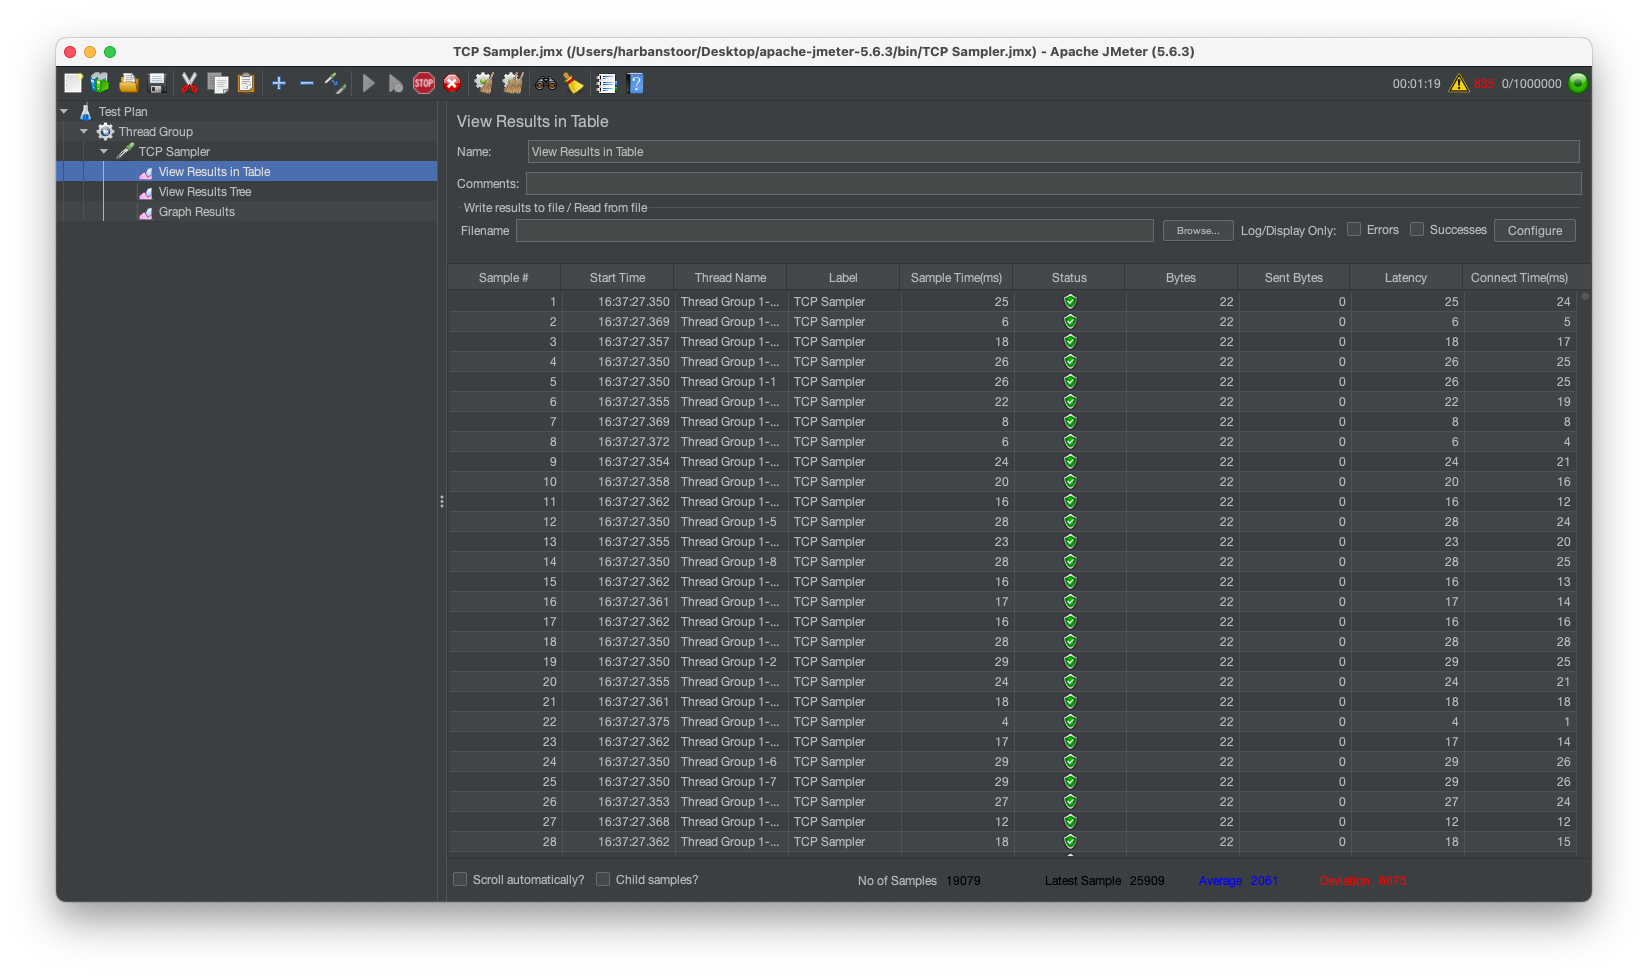 TCP Sampler.jmx (/Users/harbanstoor/Desktop/apache-jmeter-5.6.3/bin/TCP Sampler.jmx) - Apache JMeter (5.6.3)
STOP
00:01:19 835 0/1000000
Test Plan
Thread Group
TCP Sampler
View Results in Table
View Results Tree
Graph Results
View Results in Table
Name: View Results in Table
Comments:
Write results to file / Read from file
Filename Browse... Log/Display Only: Errors Successes Configure
Sample # Start Time Thread Name Label Sample Time(ms) Status Bytes Sent Bytes Latency Connect Time(ms)
1 16:37:27.350 Thread Group 1-... TCP Sampler 25 22 0 25 24
2 16:37:27.369 Thread Group 1-... TCP Sampler 6 22 0 6 5
3 16:37:27.357 Thread Group 1-... TCP Sampler 18 22 0 18 17
4 16:37:27.350 Thread Group 1-... TCP Sampler 26 22 0 26 25
5 16:37:27.350 Thread Group 1-1 TCP Sampler 26 22 0 26 25
6 16:37:27.355 Thread Group 1-... TCP Sampler 22 22 0 22 19
7 16:37:27.369 Thread Group 1-... TCP Sampler 8 22 0 8 8
8 16:37:27.372 Thread Group 1-... TCP Sampler 6 22 0 6 4
9 16:37:27.354 Thread Group 1-... TCP Sampler 24 22 0 24 21
10 16:37:27.358 Thread Group 1-... TCP Sampler 20 22 0 20 16
11 16:37:27.362 Thread Group 1-... TCP Sampler 16 22 0 16 12
12 16:37:27.350 Thread Group 1-5 TCP Sampler 28 22 0 28 24
13 16:37:27.355 Thread Group 1-... TCP Sampler 23 22 0 23 20
14 16:37:27.350 Thread Group 1-8 TCP Sampler 28 22 0 28 25
15 16:37:27.362 Thread Group 1-... TCP Sampler 16 22 0 16 13
16 16:37:27.361 Thread Group 1-... TCP Sampler 17 22 0 17 14
17 16:37:27.362 Thread Group 1-... TCP Sampler 16 22 0 16 16
18 16:37:27.350 Thread Group 1-... TCP Sampler 28 22 0 28 28
19 16:37:27.350 Thread Group 1-2 TCP Sampler 29 22 0 29 25
20 16:37:27.355 Thread Group 1-... TCP Sampler 24 22 0 24 21
21 16:37:27.361 Thread Group 1-... TCP Sampler 18 22 0 18 18
22 16:37:27.375 Thread Group 1-... TCP Sampler 4 22 0 4 1
23 16:37:27.362 Thread Group 1-... TCP Sampler 17 22 0 17 14
24 16:37:27.350 Thread Group 1-6 TCP Sampler 29 22 0 29 26
25 16:37:27.350 Thread Group 1-7 TCP Sampler 29 22 0 29 26
26 16:37:27.353 Thread Group 1-... TCP Sampler 27 22 0 27 24
27 16:37:27.368 Thread Group 1-... TCP Sampler 12 22 0 12 12
28 16:37:27.362 Thread Group 1-... TCP Sampler 18 22 0 18 15
Scroll automatically? Child samples? No of Samples 19079 Latest Sample 25909 Average 2061 Deviation 6675